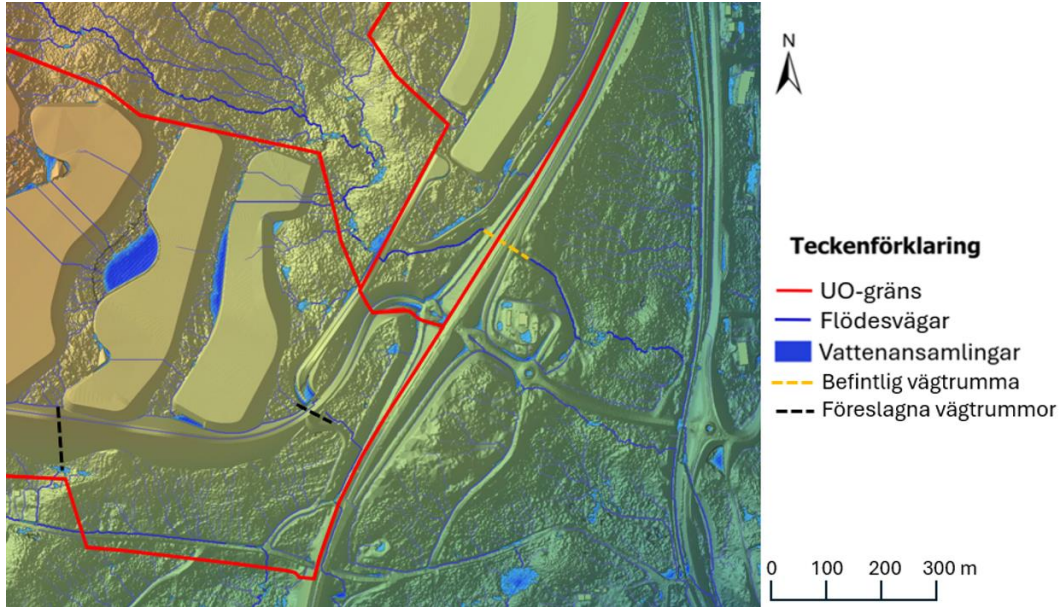 N
Teckenförklaring
UO-gräns
Flödesvägar
Vattenansamlingar
Befintlig vägtrumma
Föreslagna vägtrummor
0 100 200 300 m